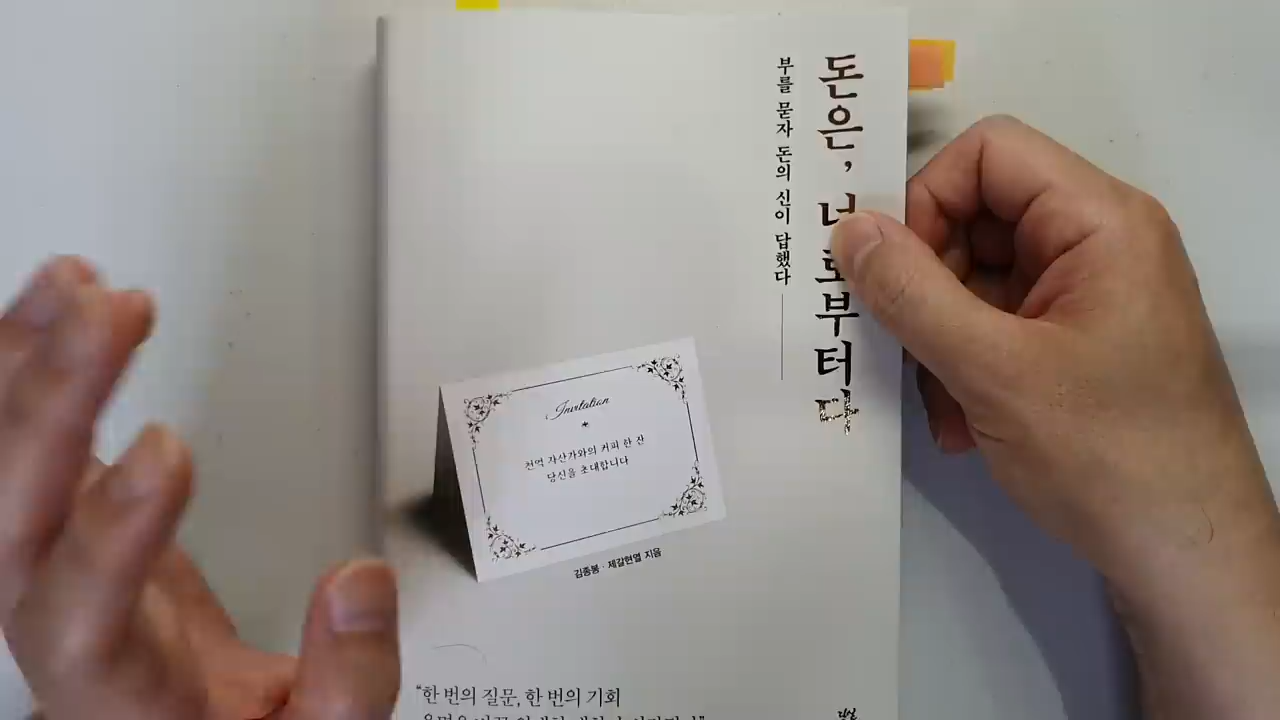 돈은, 너로부터다
부를 묻자 돈의 신이 답했다
Invitation
천억 자산가와의 커피 한 잔
당신을 초대합니다
김종봉 · 제갈현열 지음
“한 번의 질문, 한 번의 기회